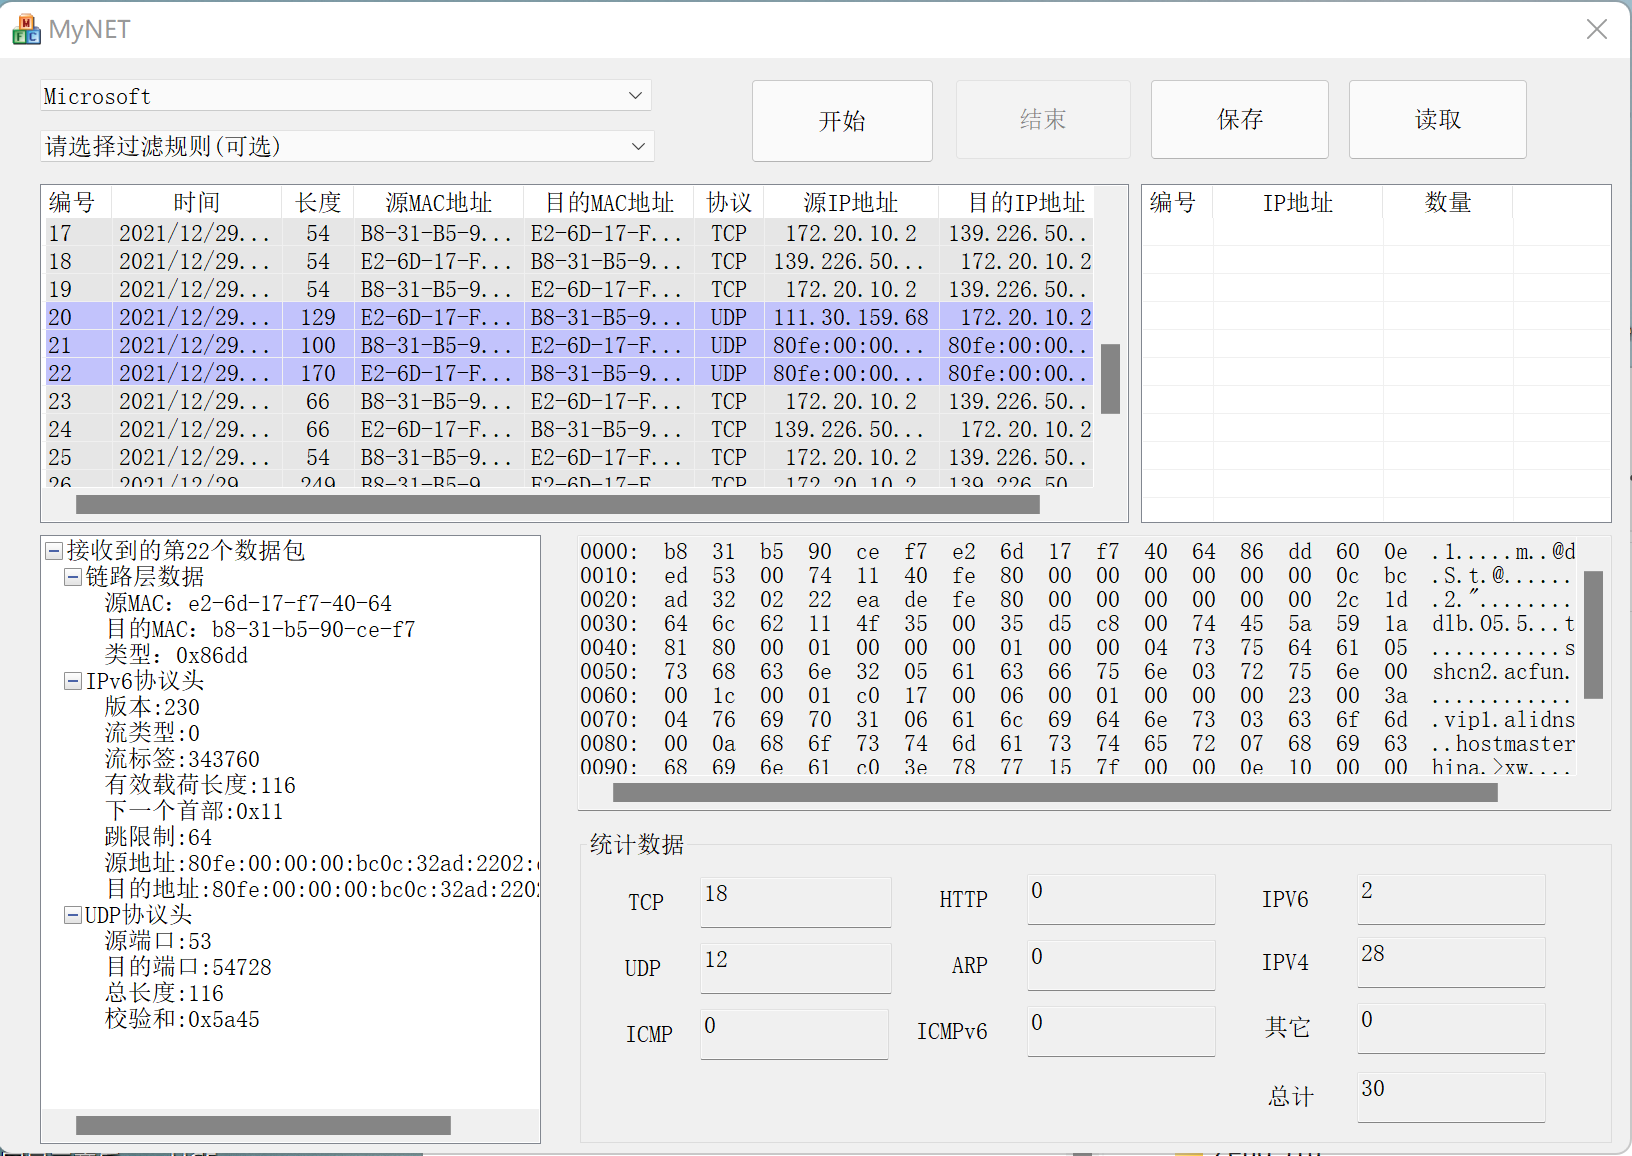 MyNET
Microsoft
请选择过滤规则(可选)
开始
结束
保存
读取
编号 时间 长度 源MAC地址 目的MAC地址 协议 源IP地址 目的IP地址
17 2021/12/29... 54 B8-31-B5-9... E2-6D-17-F... TCP 172.20.10.2 139.226.50..
18 2021/12/29... 54 E2-6D-17-F... B8-31-B5-9... TCP 139.226.50... 172.20.10.2
19 2021/12/29... 54 B8-31-B5-9... E2-6D-17-F... TCP 172.20.10.2 139.226.50..
20 2021/12/29... 129 E2-6D-17-F... B8-31-B5-9... UDP 111.30.159.68 172.20.10.2
21 2021/12/29... 100 B8-31-B5-9... E2-6D-17-F... UDP 80fe:00:00... 80fe:00:00..
22 2021/12/29... 170 E2-6D-17-F... B8-31-B5-9... UDP 80fe:00:00... 80fe:00:00..
23 2021/12/29... 66 B8-31-B5-9... E2-6D-17-F... TCP 172.20.10.2 139.226.50..
24 2021/12/29... 66 E2-6D-17-F... B8-31-B5-9... TCP 139.226.50... 172.20.10.2
25 2021/12/29... 54 B8-31-B5-9... E2-6D-17-F... TCP 172.20.10.2 139.226.50..
26 2021/12/29 249 B8-31-B5-9 E2-6D-17-F TCP 172.20.10.2 139.226.50
编号 IP地址 数量
接收到的第22个数据包
链路层数据
源MAC: e2-6d-17-f7-40-64
目的MAC: b8-31-b5-90-ce-f7
类型: 0x86dd
IPv6协议头
版本:230
流类型:0
流标签:343760
有效载荷长度:116
下一个首部:0x11
跳限制:64
源地址:80fe:00:00:00:bc0c:32ad:2202:
目的地址:80fe:00:00:00:bc0c:32ad:220
UDP协议头
源端口:53
目的端口:54728
总长度:116
校验和:0x5a45
0000: b8 31 b5 90 ce f7 e2 6d 17 f7 40 64 86 dd 60 0e .1.....m..@d
0010: ed 53 00 74 11 40 fe 80 00 00 00 00 00 00 0c bc .S.t.@......
0020: ad 32 02 22 ea de fe 80 00 00 00 00 00 00 2c 1d .2."........
0030: 64 6c 62 11 4f 35 00 35 d5 c8 00 74 45 5a 59 1a dlb.O5.5...t
0040: 81 80 00 01 00 00 00 01 00 00 04 73 75 64 61 05 ...........s
0050: 73 68 63 6e 32 05 61 63 66 75 6e 03 72 75 6e 00 shcn2.acfun.
0060: 00 1c 00 01 c0 17 00 06 00 01 00 00 00 23 00 3a ............
0070: 04 76 69 70 31 06 61 6c 69 64 6e 73 03 63 6f 6d .vip1.alidns
0080: 00 0a 68 6f 73 74 6d 61 73 74 65 72 07 68 69 63 ..hostmaster
0090: 68 69 6e 61 c0 3e 78 77 15 7f 00 00 0e 10 00 00 hina.>xw....
统计数据
TCP 18 HTTP 0 IPV6 2
UDP 12 ARP 0 IPV4 28
ICMP 0 ICMPv6 0 其它 0
总计 30